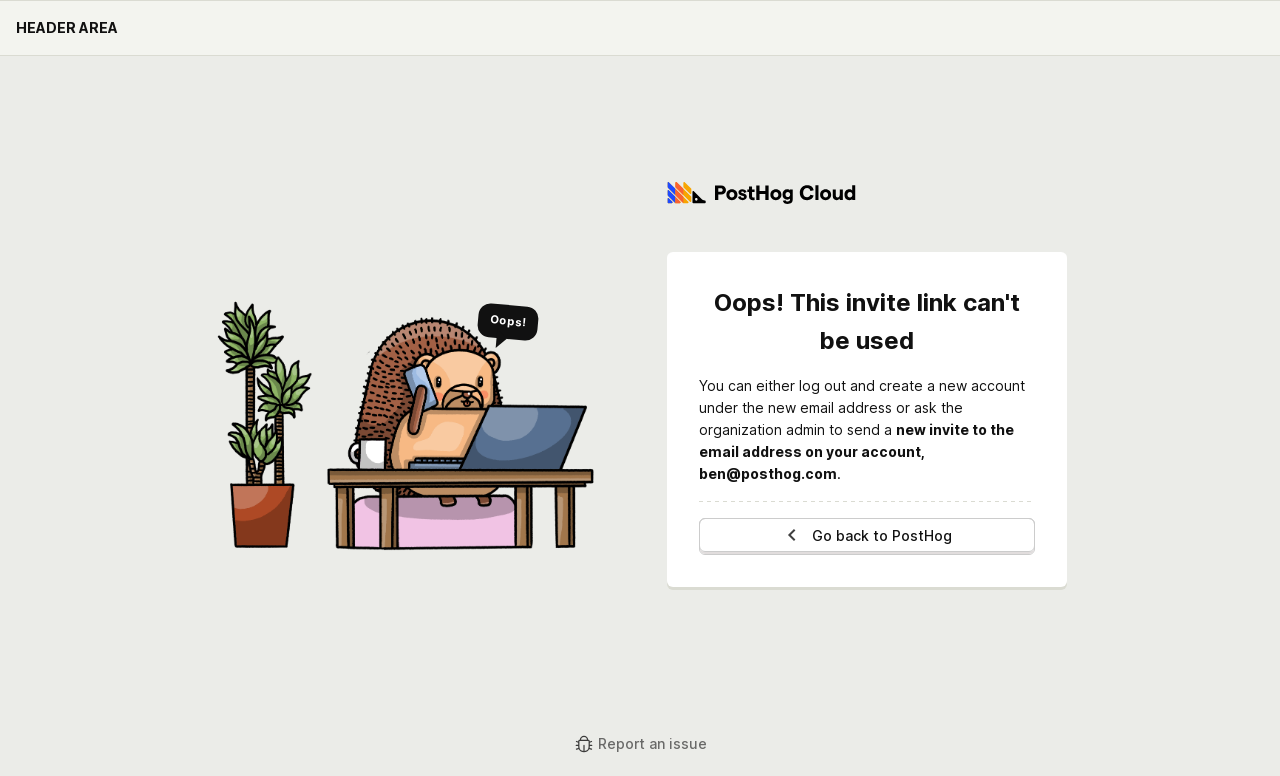 HEADER AREA
PostHog Cloud
Oops!
Oops! This invite link can't
be used
You can either log out and create a new account
under the new email address or ask the
organization admin to send a new invite to the
email address on your account,
ben@posthog.com.
Go back to PostHog
Report an issue